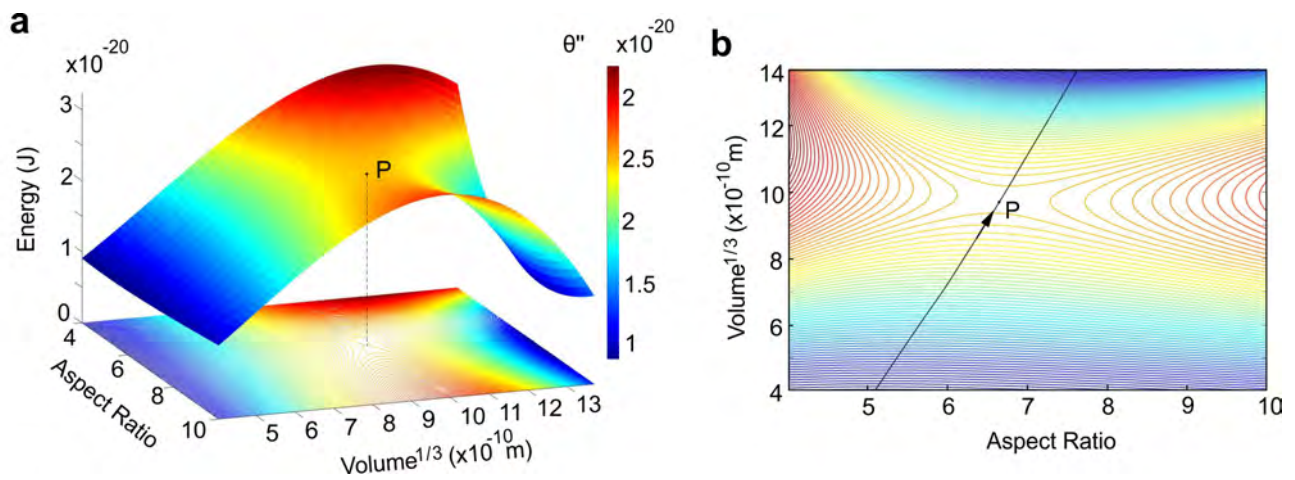 a
x10⁻²⁰
θ" x10⁻²⁰
3
2
1
0
Energy (J)
P
2
2.5
2
1.5
1
4
6
8
10
Aspect Ratio
5 6 7 8 9 10 11 12 13
Volume¹/³ (x10⁻¹⁰m)
b
14
12
10
8
6
4
Volume¹/³ (x10⁻¹⁰m)
P
5 6 7 8 9 10
Aspect Ratio